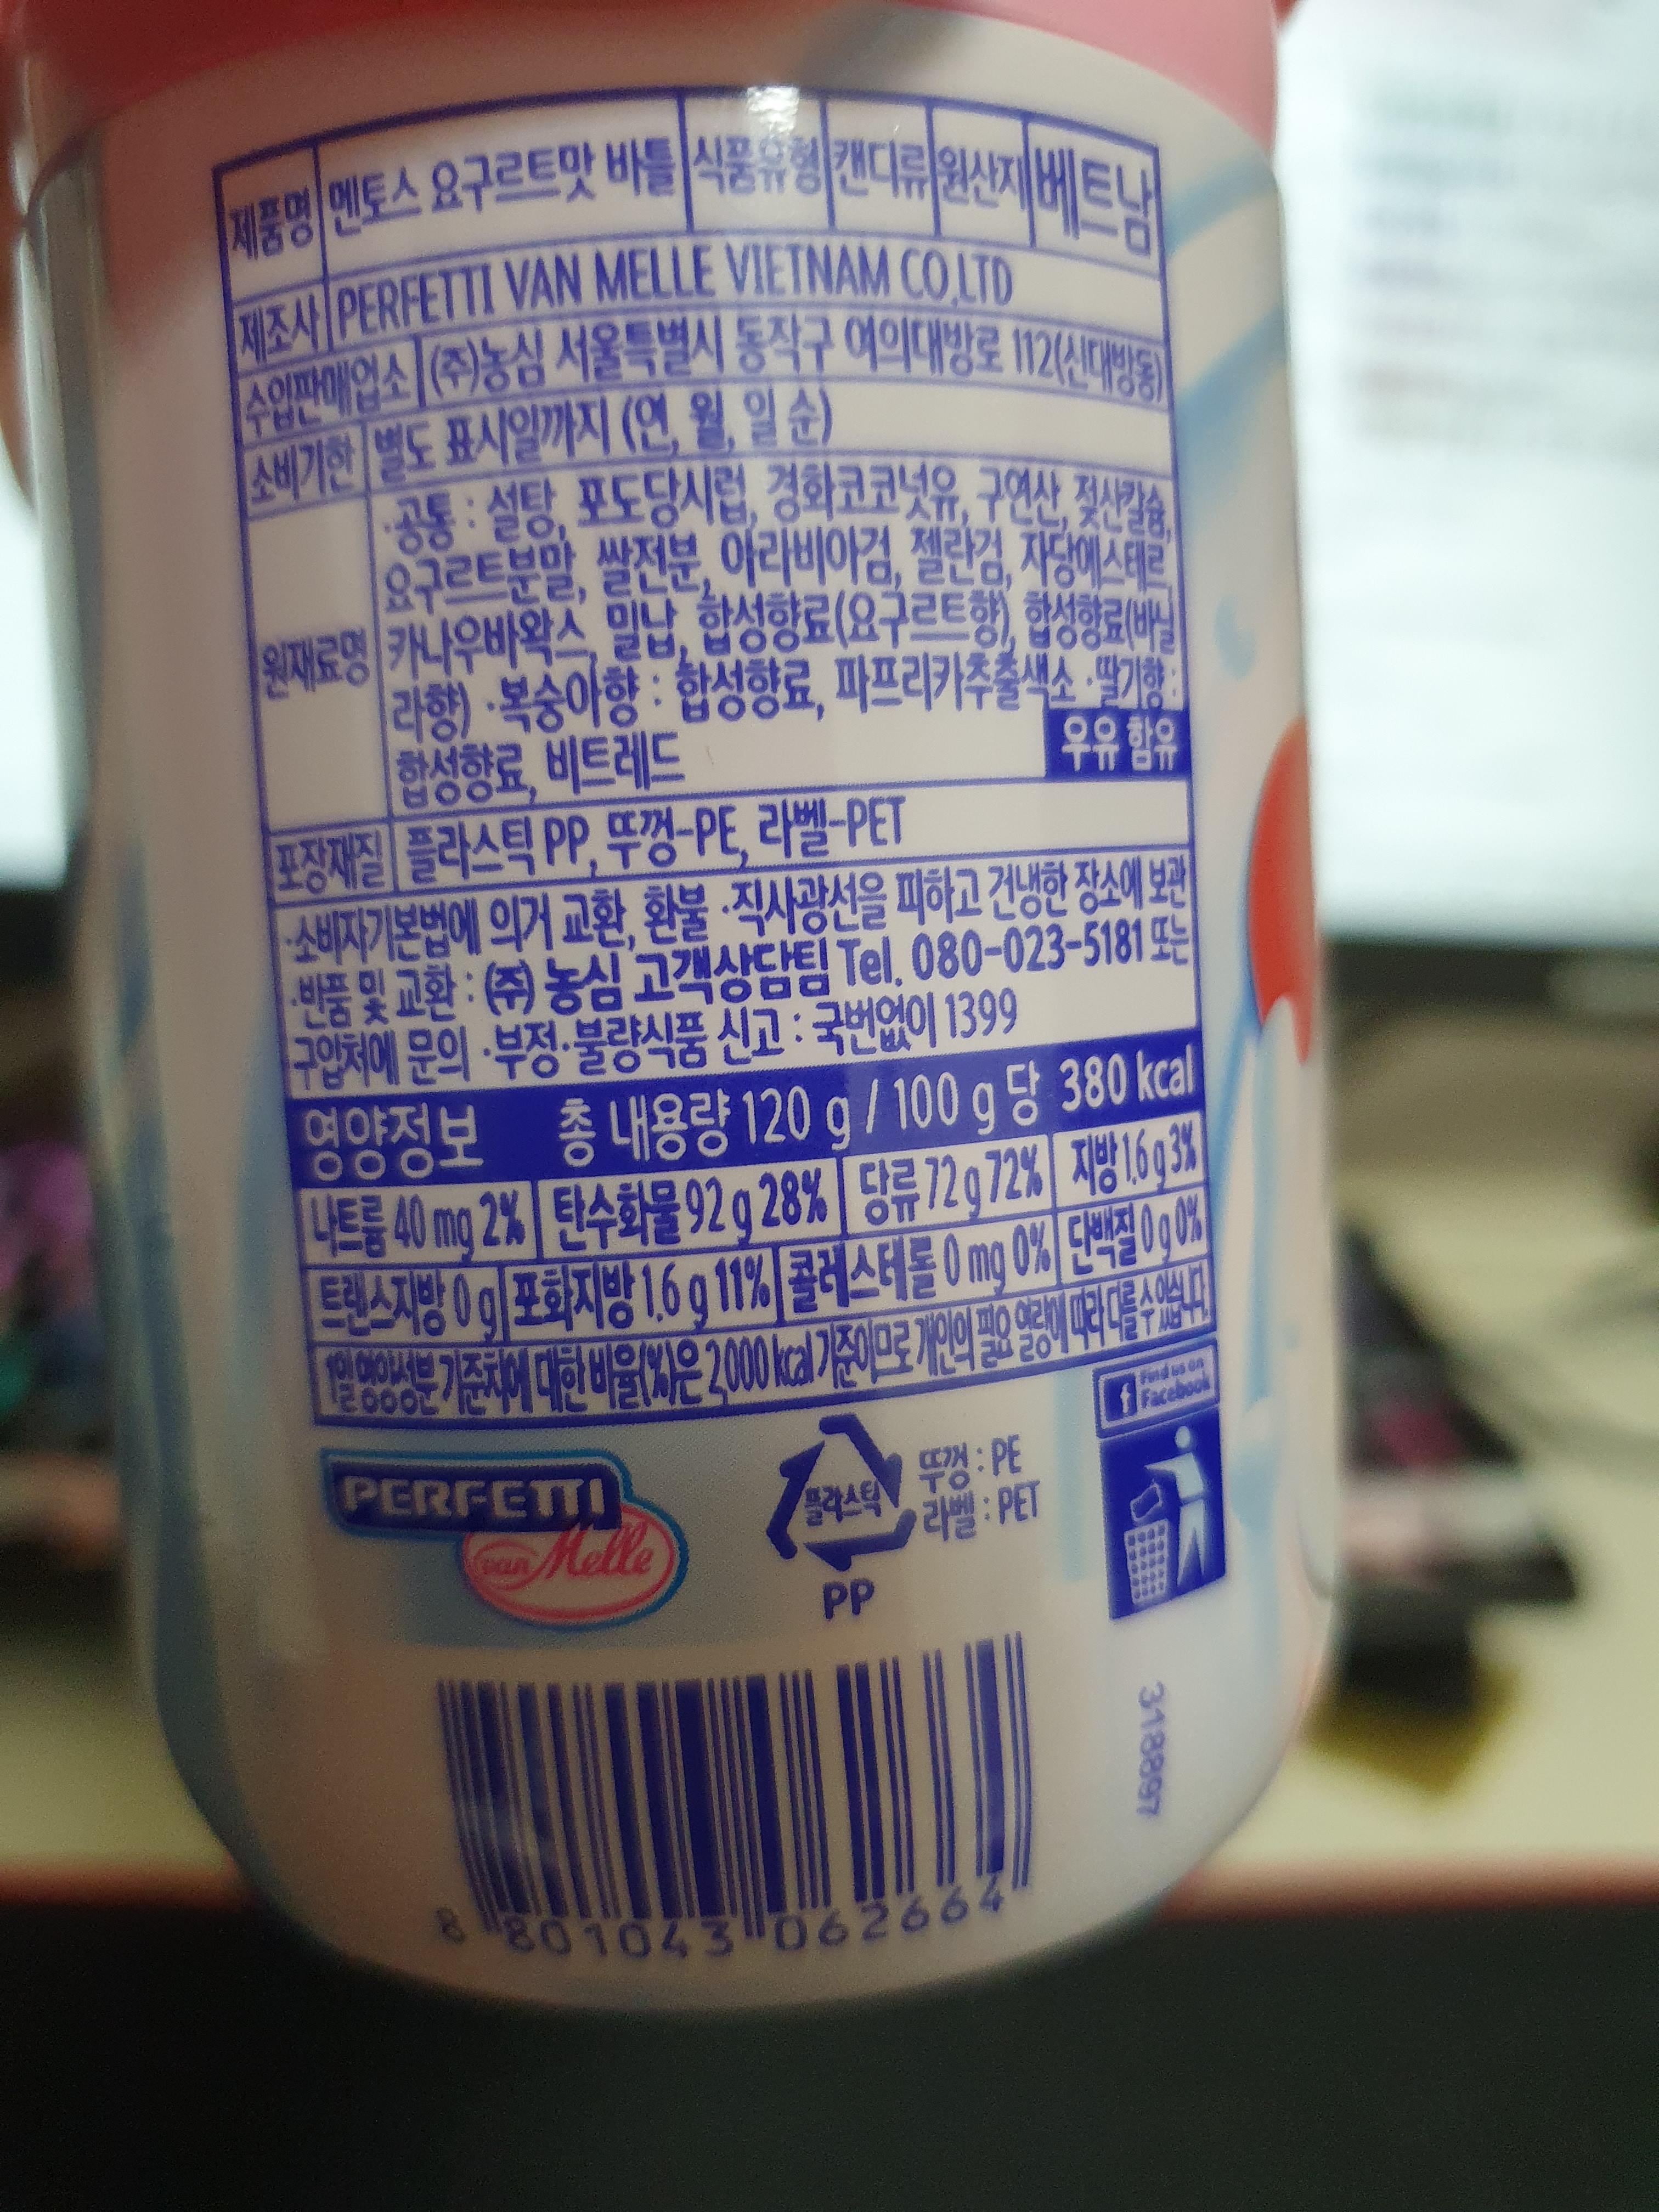 제품명 멘토스 요구르트맛 바틀 식품유형 캔디류 원산지 베트남
제조사 PERFETTI VAN MELLE VIETNAM CO.,LTD
수입판매업소 (주)농심 서울특별시 동작구 여의대방로 112(신대방동)
소비기한 별도 표시일까지 (연, 월, 일 순)
원재료명
·공통 : 설탕, 포도당시럽, 경화코코넛유, 구연산, 젖산칼슘,
요구르트분말, 쌀전분, 아라비아검, 젤란검, 자당에스테르,
카나우바왁스, 밀납, 합성향료(요구르트향), 합성향료(바닐
라향) ·복숭아향 : 합성향료, 파프리카추출색소 ·딸기향 :
합성향료, 비트레드
우유 함유
포장재질 플라스틱 PP, 뚜껑-PE, 라벨-PET
·소비자기본법에 의거 교환, 환불 ·직사광선을 피하고 건냉한 장소에 보관
·반품 및 교환 : (주) 농심 고객상담팀 Tel. 080-023-5181 또는
구입처에 문의 ·부정·불량식품 신고 : 국번없이 1399
영양정보 총 내용량 120 g / 100 g 당 380 kcal
나트륨 40 mg 2% 탄수화물 92 g 28% 당류 72 g 72% 지방 1.6 g 3%
트랜스지방 0 g 포화지방 1.6 g 11% 콜레스테롤 0 mg 0% 단백질 0 g 0%
1일 영양성분 기준치에 대한 비율(%)은 2,000 kcal 기준이므로 개인의 필요 열량에 따라 다를 수 있습니다.
Find us on
Facebook
PERFETTI
van Melle
플라스틱
PP
뚜껑 : PE
라벨 : PET
318897
8 801043 062664